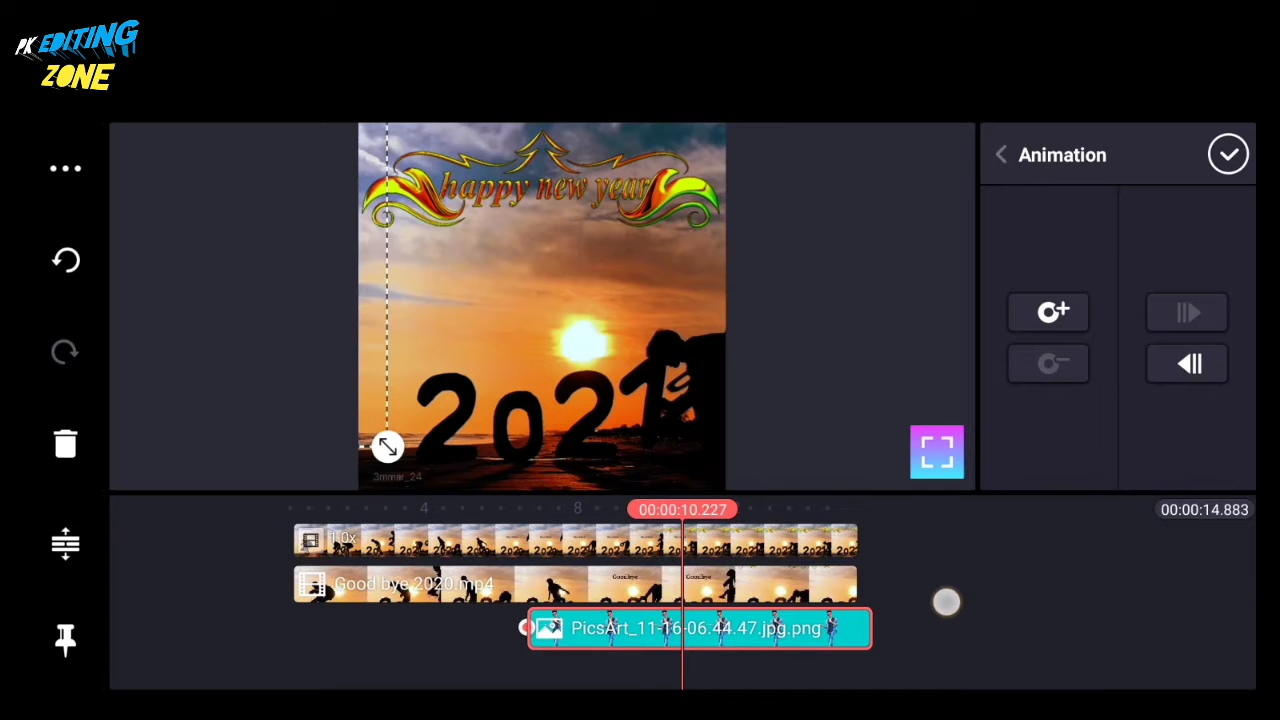 PK EDITING
ZONE
Animation
happy new year
2021
3mmar_24
4
8
00:00:10.227
00:00:14.883
1.0x
Good bye 2020.mp4
PicsArt_11-16-06.44.47.jpg.png